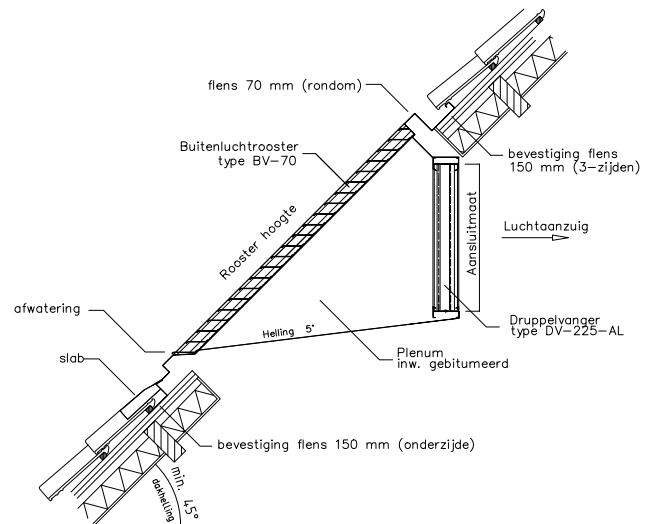 flens 70 mm (rondom)
Buitenluchtrooster
type BV-70
bevestiging flens
150 mm (3-zijden)
Rooster hoogte
Aansluitmaat
Luchtaanzuig
afwatering
Helling 5°
Druppelvanger
type DV-225-AL
slab
Plenum
inw. gebitumeerd
bevestiging flens 150 mm (onderzijde)
min. 45°
dakhelling